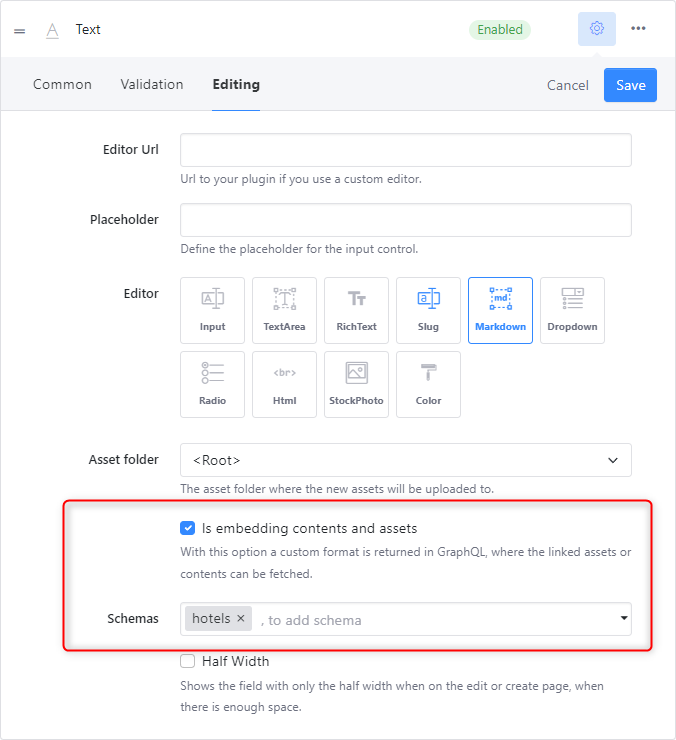 Text
Enabled
Common Validation Editing Cancel Save
Editor Url
Url to your plugin if you use a custom editor.
Placeholder
Define the placeholder for the input control.
Editor
A
T
TT
a
md
Input TextArea RichText Slug Markdown Dropdown
<br>
Radio Html StockPhoto Color
Asset folder <Root>
The asset folder where the new assets will be uploaded to.
Is embedding contents and assets
With this option a custom format is returned in GraphQL, where the linked assets or
contents can be fetched.
Schemas hotels × , to add schema
Half Width
Shows the field with only the half width when on the edit or create page, when
there is enough space.